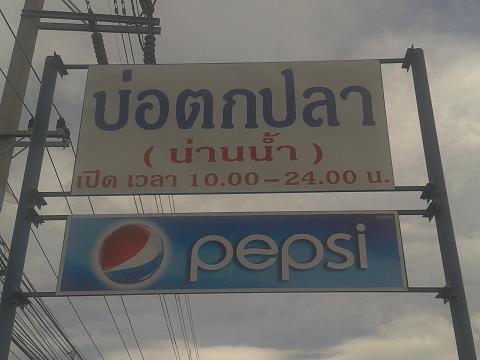 บ่อตกปลา
( น่านน้ำ )
เปิด เวลา 10.00 – 24.00 น.
pepsi